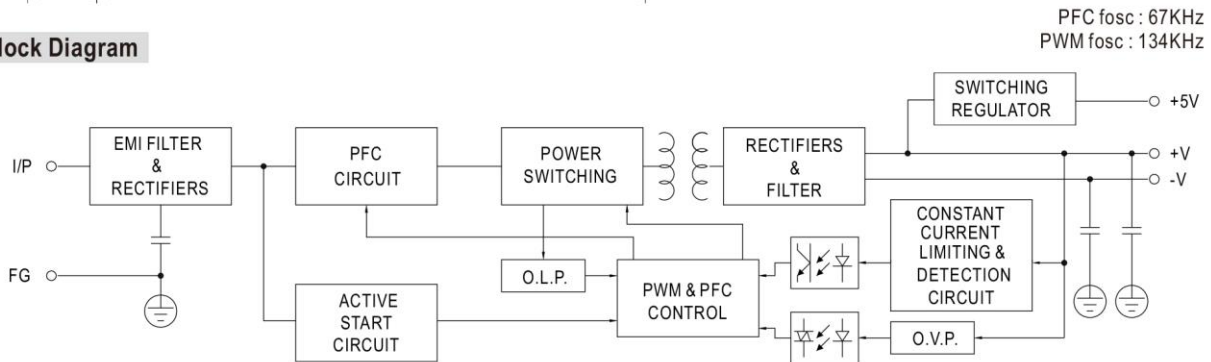 PFC fosc : 67KHz
PWM fosc : 134KHz
lock Diagram
SWITCHING
REGULATOR
+5V
I/P
EMI FILTER
&
RECTIFIERS
PFC
CIRCUIT
POWER
SWITCHING
RECTIFIERS
&
FILTER
+V
-V
CONSTANT
CURRENT
LIMITING &
DETECTION
CIRCUIT
FG
O.L.P.
PWM & PFC
CONTROL
ACTIVE
START
CIRCUIT
O.V.P.